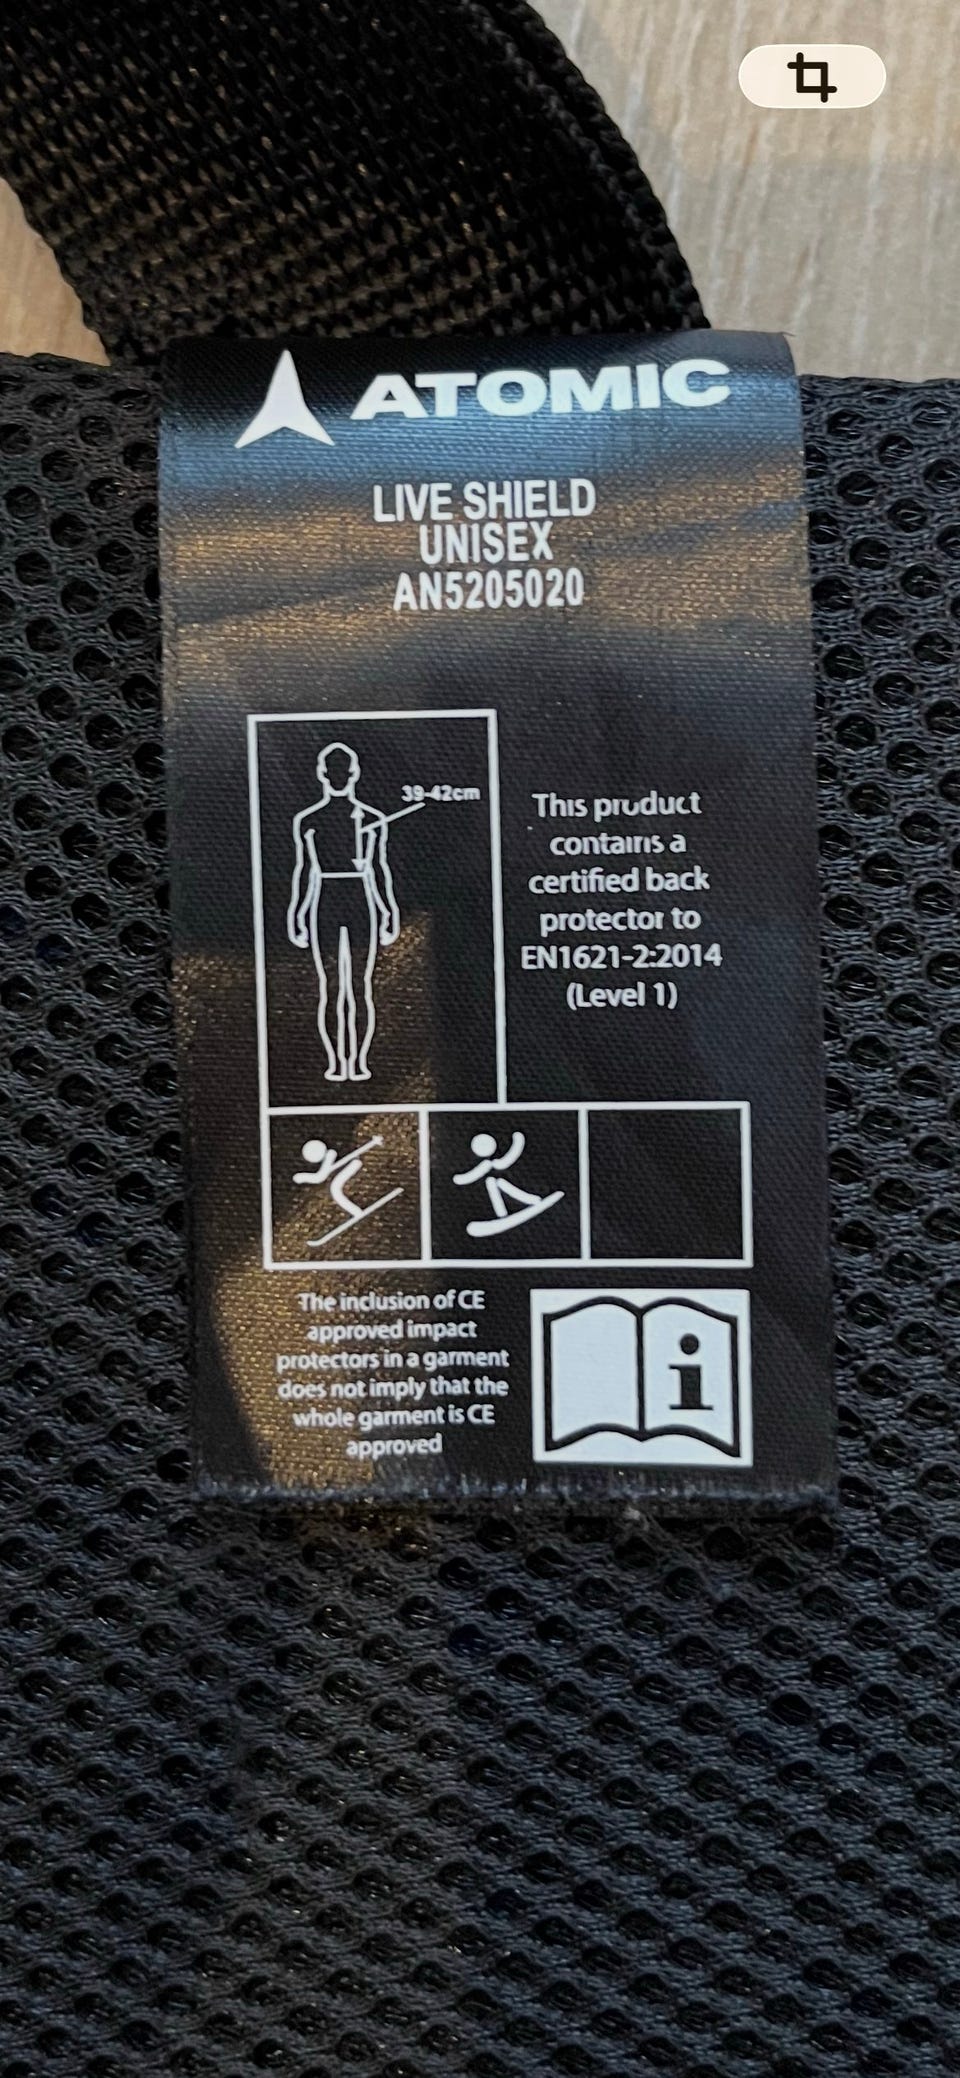 ATOMIC
LIVE SHIELD
UNISEX
AN5205020
39-42cm
This product
contains a
certified back
protector to
EN1621-2:2014
(Level 1)
The inclusion of CE
approved impact
protectors in a garment
does not imply that the
whole garment is CE
approved
i